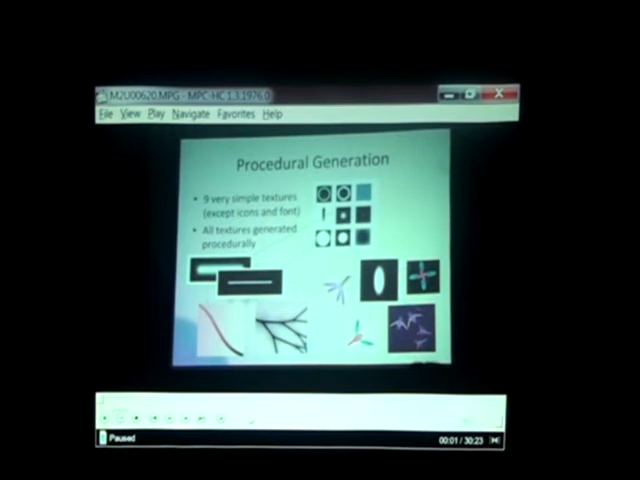 M2U00620.MPG - MPC-HC 1.3.1976.0
File View Play Navigate Favorites Help
Procedural Generation
• 9 very simple textures
(except icons and font)
• All textures generated
procedurally
Paused
00:01 / 30:23